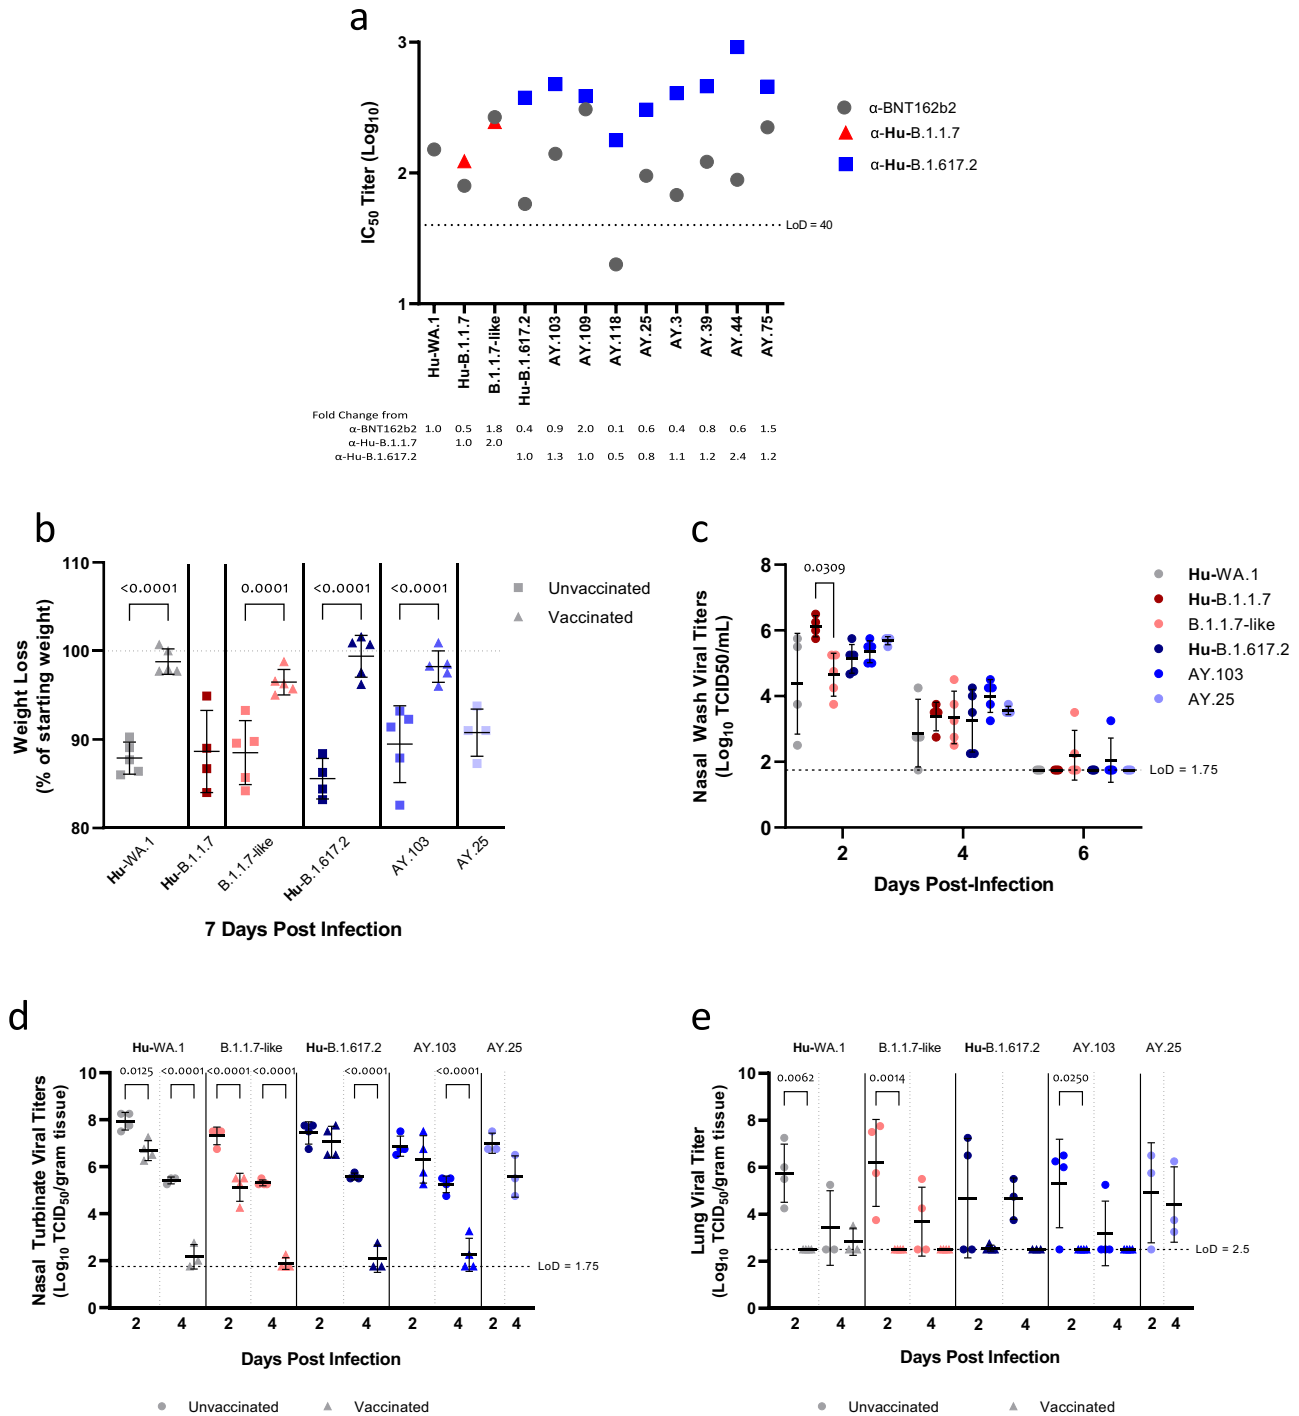 a
3
2
1
IC50 Titer (Log10)
α-BNT162b2
α-Hu-B.1.1.7
α-Hu-B.1.617.2
LoD = 40
Hu-WA.1
Hu-B.1.1.7
B.1.1.7-like
Hu-B.1.617.2
AY.103
AY.109
AY.118
AY.25
AY.3
AY.39
AY.44
AY.75
Fold Change from
α-BNT162b2 1.0 0.5 1.8 0.4 0.9 2.0 0.1 0.6 0.4 0.8 0.6 1.5
α-Hu-B.1.1.7 1.0 2.0
α-Hu-B.1.617.2 1.0 1.3 1.0 0.5 0.8 1.1 1.2 2.4 1.2
b
110
100
90
80
Weight Loss
(% of starting weight)
<0.0001 0.0001 <0.0001 <0.0001
Unvaccinated
Vaccinated
Hu-WA.1
Hu-B.1.1.7
B.1.1.7-like
Hu-B.1.617.2
AY.103
AY.25
7 Days Post Infection
c
8
6
4
2
0
Nasal Wash Viral Titers
(Log10 TCID50/mL)
0.0309
LoD = 1.75
2 4 6
Days Post-Infection
Hu-WA.1
Hu-B.1.1.7
B.1.1.7-like
Hu-B.1.617.2
AY.103
AY.25
d
Hu-WA.1 B.1.1.7-like Hu-B.1.617.2 AY.103 AY.25
0.0125 <0.0001 <0.0001 <0.0001 <0.0001 <0.0001
10
8
6
4
2
0
Nasal Turbinate Viral Titers
(Log10 TCID50/gram tissue)
LoD = 1.75
2 4 2 4 2 4 2 4 2 4
Days Post Infection
Unvaccinated Vaccinated
e
Hu-WA.1 B.1.1.7-like Hu-B.1.617.2 AY.103 AY.25
0.0062 0.0014 0.0250
10
8
6
4
2
0
Lung Viral Titer
(Log10 TCID50/gram tissue)
LoD = 2.5
2 4 2 4 2 4 2 4 2 4
Days Post Infection
Unvaccinated Vaccinated